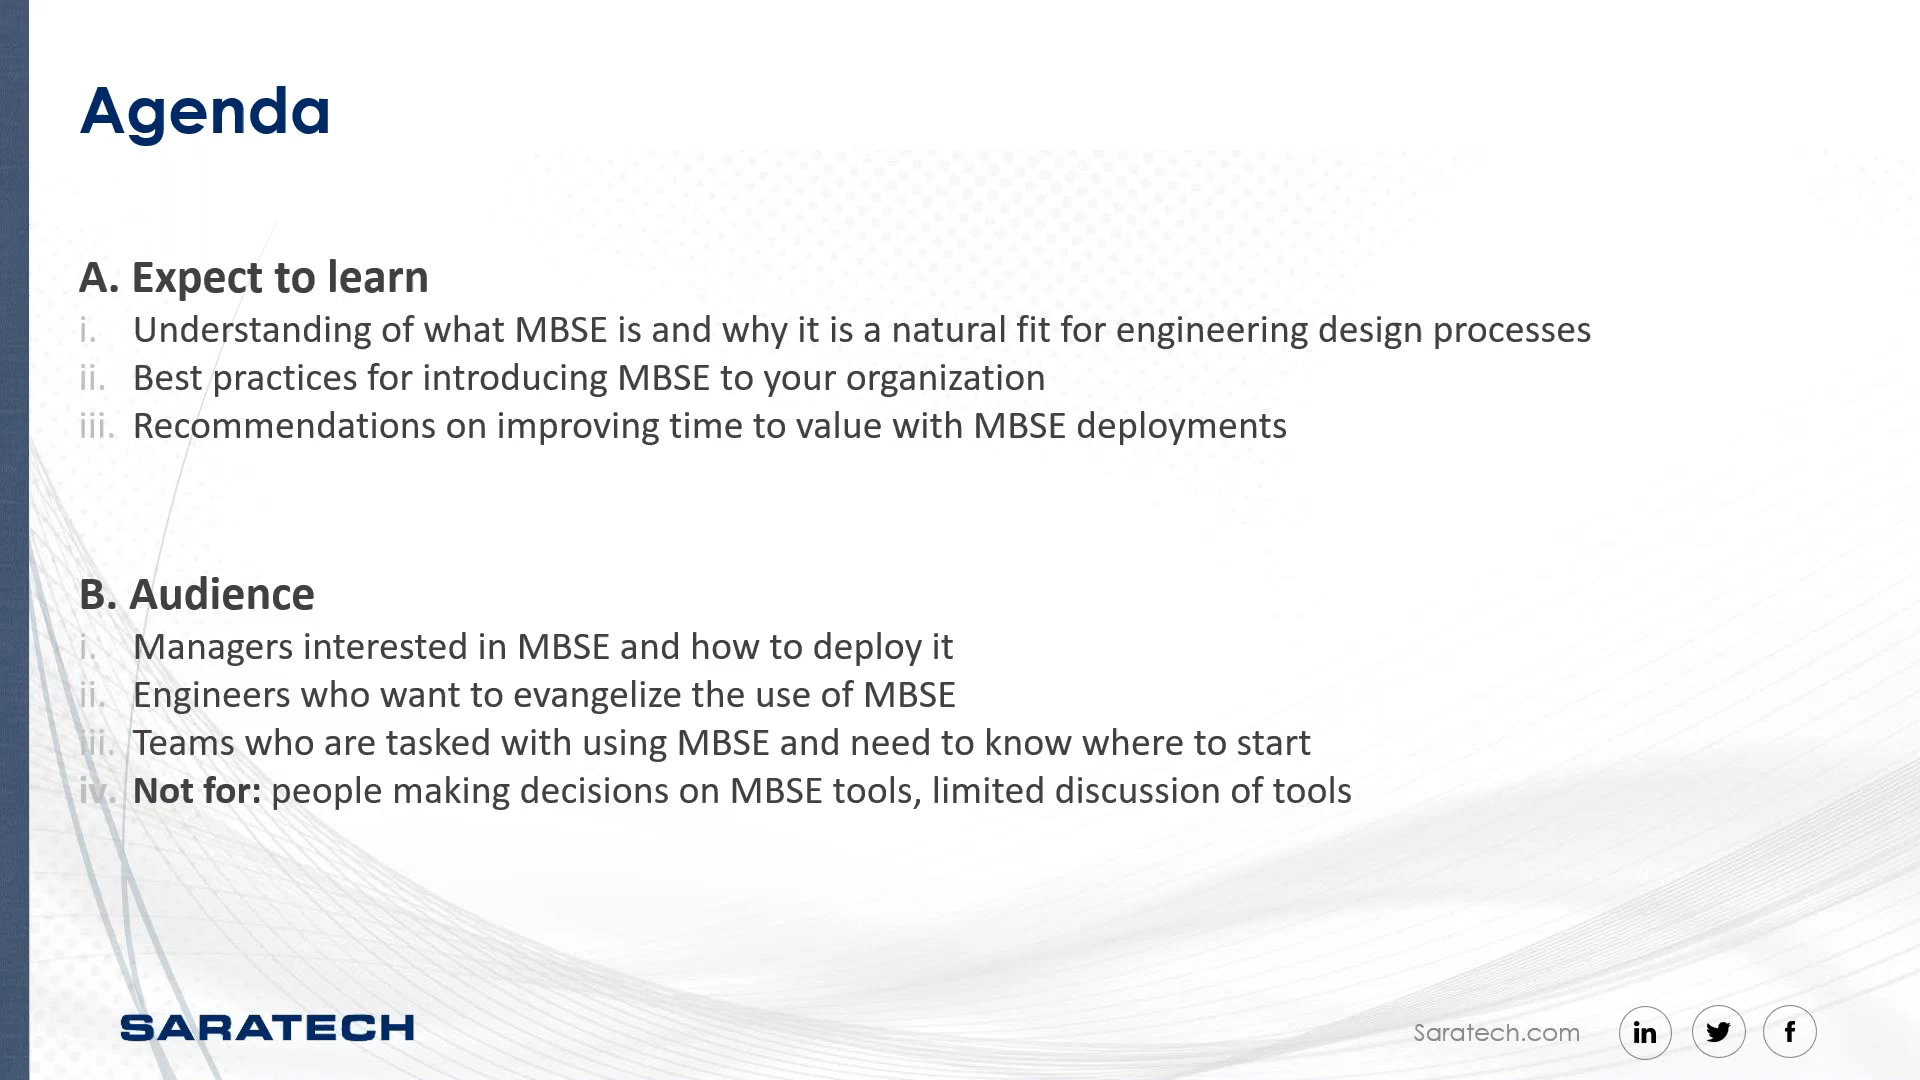 Agenda
A. Expect to learn
i. Understanding of what MBSE is and why it is a natural fit for engineering design processes
ii. Best practices for introducing MBSE to your organization
iii. Recommendations on improving time to value with MBSE deployments
B. Audience
i. Managers interested in MBSE and how to deploy it
ii. Engineers who want to evangelize the use of MBSE
iii. Teams who are tasked with using MBSE and need to know where to start
iv. Not for: people making decisions on MBSE tools, limited discussion of tools
SARATECH
Saratech.com in f